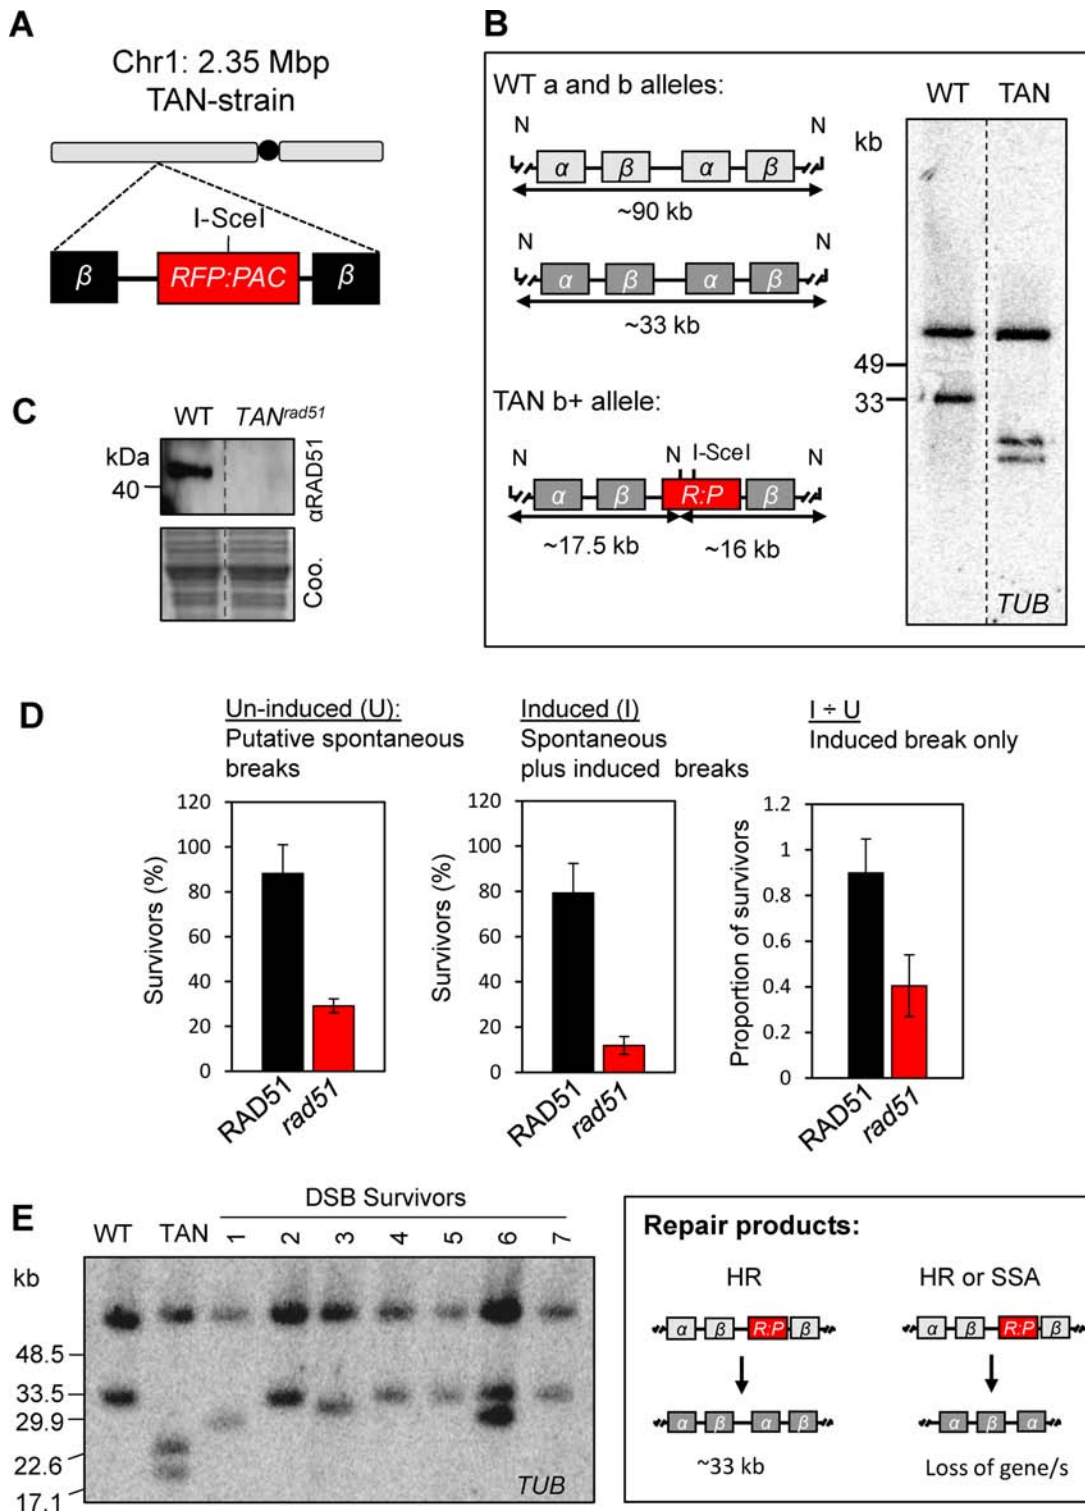 A
Chr1: 2.35 Mbp
TAN-strain
I-SceI
β RFP:PAC β
B
WT a and b alleles:
N N
α β α β
~90 kb
N N
α β α β
~33 kb
TAN b+ allele:
N N I-SceI N
α β R:P β
~17.5 kb ~16 kb
WT TAN
kb
49
33
TUB
C
WT TANrad51
kDa
40
αRAD51
Coo.
D
Un-induced (U):
Putative spontaneous
breaks
Survivors (%)
120
100
80
60
40
20
0
RAD51 rad51
Induced (I)
Spontaneous
plus induced breaks
Survivors (%)
120
100
80
60
40
20
0
RAD51 rad51
I ÷ U
Induced break only
Proportion of survivors
1.2
1
0.8
0.6
0.4
0.2
0
RAD51 rad51
E
DSB Survivors
WT TAN 1 2 3 4 5 6 7
kb
48.5
33.5
29.9
22.6
17.1
TUB
Repair products:
HR
α β R:P β
α β α β
~33 kb
HR or SSA
α β R:P β
α β α
Loss of gene/s